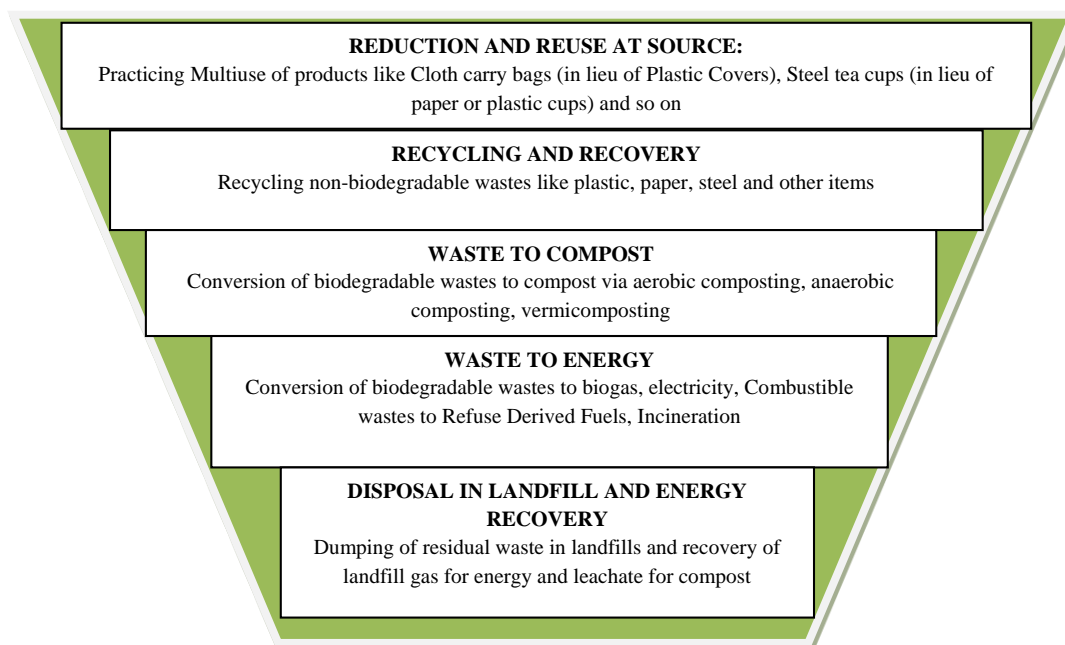 REDUCTION AND REUSE AT SOURCE:
Practicing Multiuse of products like Cloth carry bags (in lieu of Plastic Covers), Steel tea cups (in lieu of
paper or plastic cups) and so on
RECYCLING AND RECOVERY
Recycling non-biodegradable wastes like plastic, paper, steel and other items
WASTE TO COMPOST
Conversion of biodegradable wastes to compost via aerobic composting, anaerobic
composting, vermicomposting
WASTE TO ENERGY
Conversion of biodegradable wastes to biogas, electricity, Combustible
wastes to Refuse Derived Fuels, Incineration
DISPOSAL IN LANDFILL AND ENERGY
RECOVERY
Dumping of residual waste in landfills and recovery of
landfill gas for energy and leachate for compost